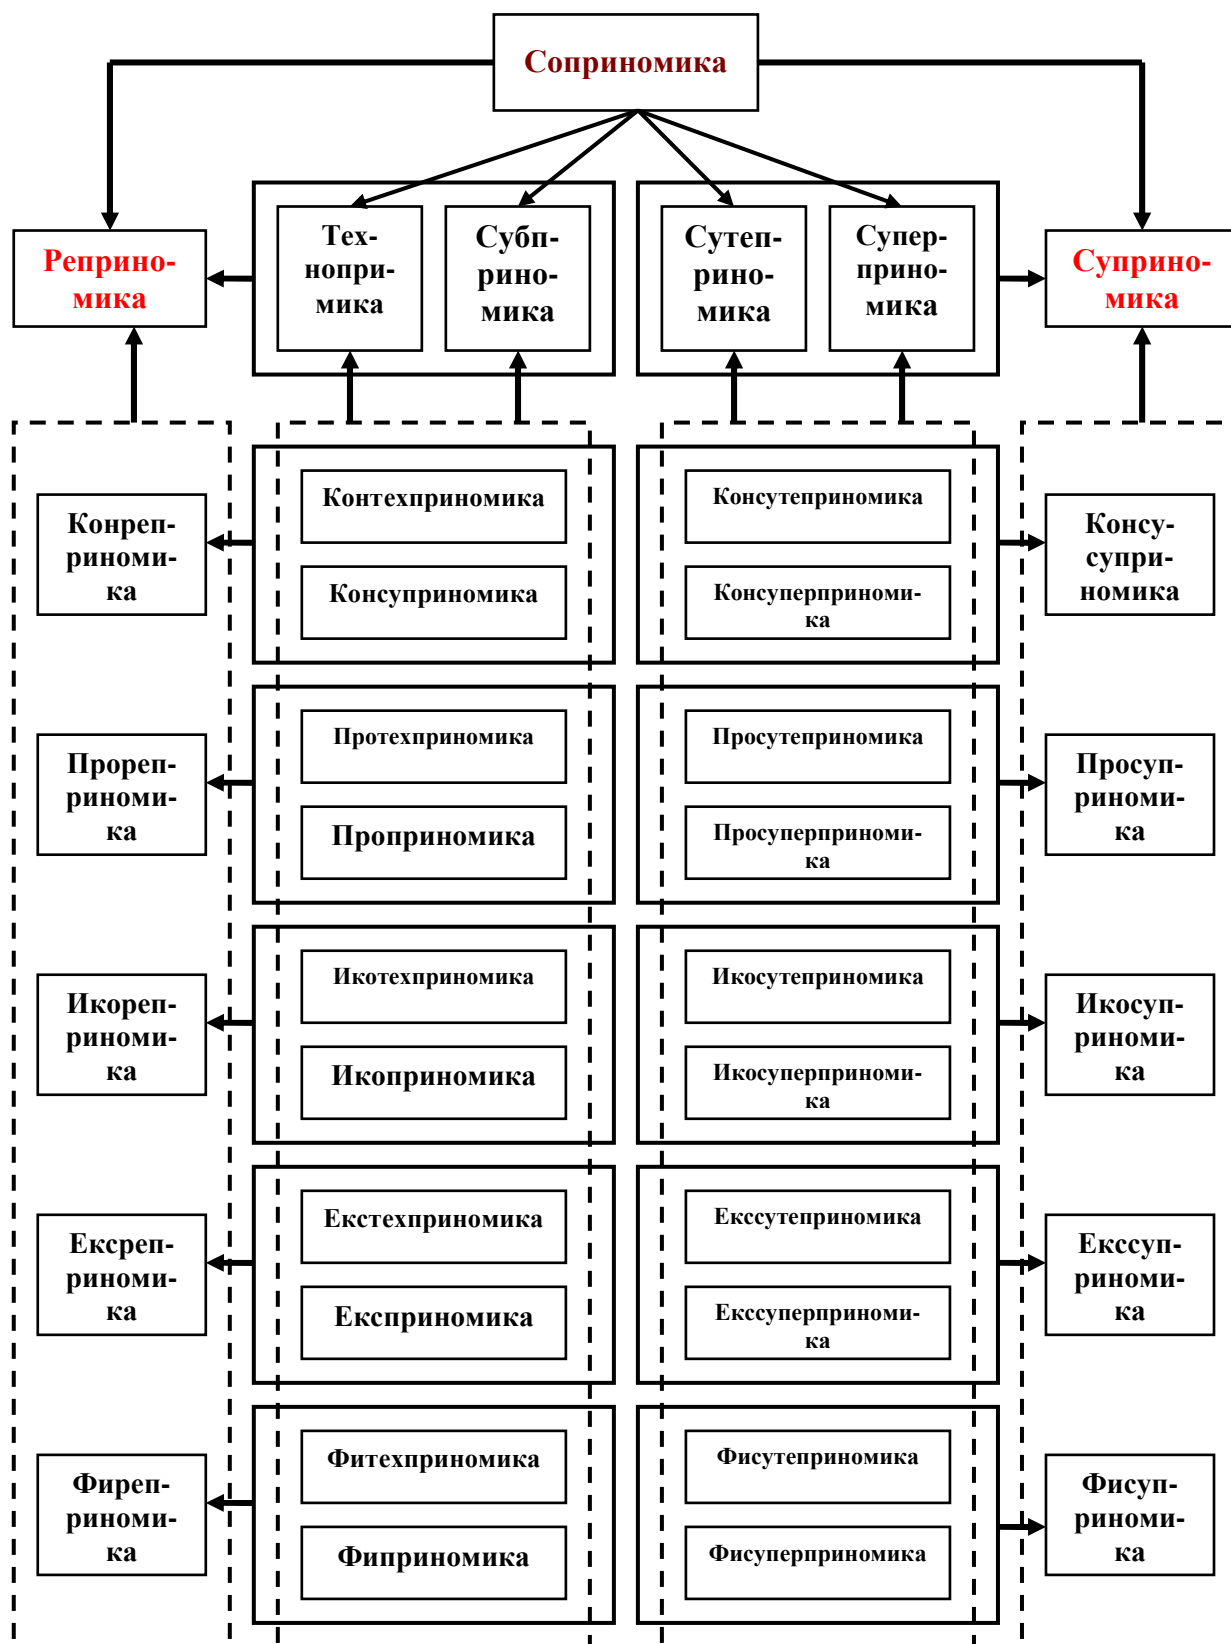 Соприномика
Реприно-
мика
Тех-
нопри-
мика
Субп-
рино-
мика
Сутеп-
рино-
мика
Супер-
прино-
мика
Суприно-
мика
Конреп-
риноми-
ка
Контехприномика
Консуприномика
Консутеприномика
Консуперприноми-
ка
Консу-
супри-
номика
Прореп-
риноми-
ка
Протехприномика
Проприномика
Просутеприномика
Просуперприноми-
ка
Просуп-
риноми-
ка
Икореп-
риноми-
ка
Икотехприномика
Икоприномика
Икосутеприномика
Икосуперприноми-
ка
Икосуп-
риноми-
ка
Ексреп-
риноми-
ка
Екстехприномика
Експриномика
Екссутеприномика
Екссуперприноми-
ка
Екссуп-
риноми-
ка
Фиреп-
риноми-
ка
Фитехприномика
Фиприномика
Фисутеприномика
Фисуперприномика
Фисуп-
риноми-
ка